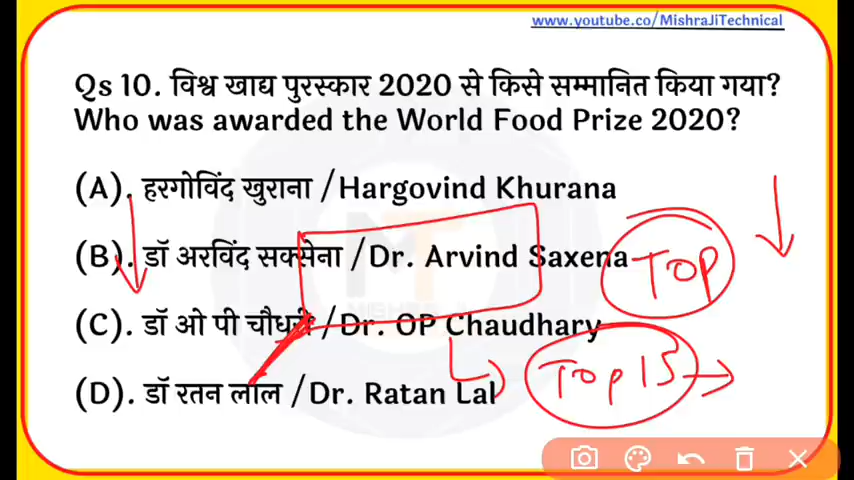 www.youtube.co/MishraJiTechnical
Qs 10. विश्व खाद्य पुरस्कार 2020 से किसे सम्मानित किया गया?
Who was awarded the World Food Prize 2020?
(A). हरगोविंद खुराना / Hargovind Khurana
(B). डॉ अरविंद सक्सेना / Dr. Arvind Saxena
TOP
(C). डॉ ओ पी चौधरी / Dr. OP Chaudhary
TOP 15
(D). डॉ रतन लाल / Dr. Ratan Lal